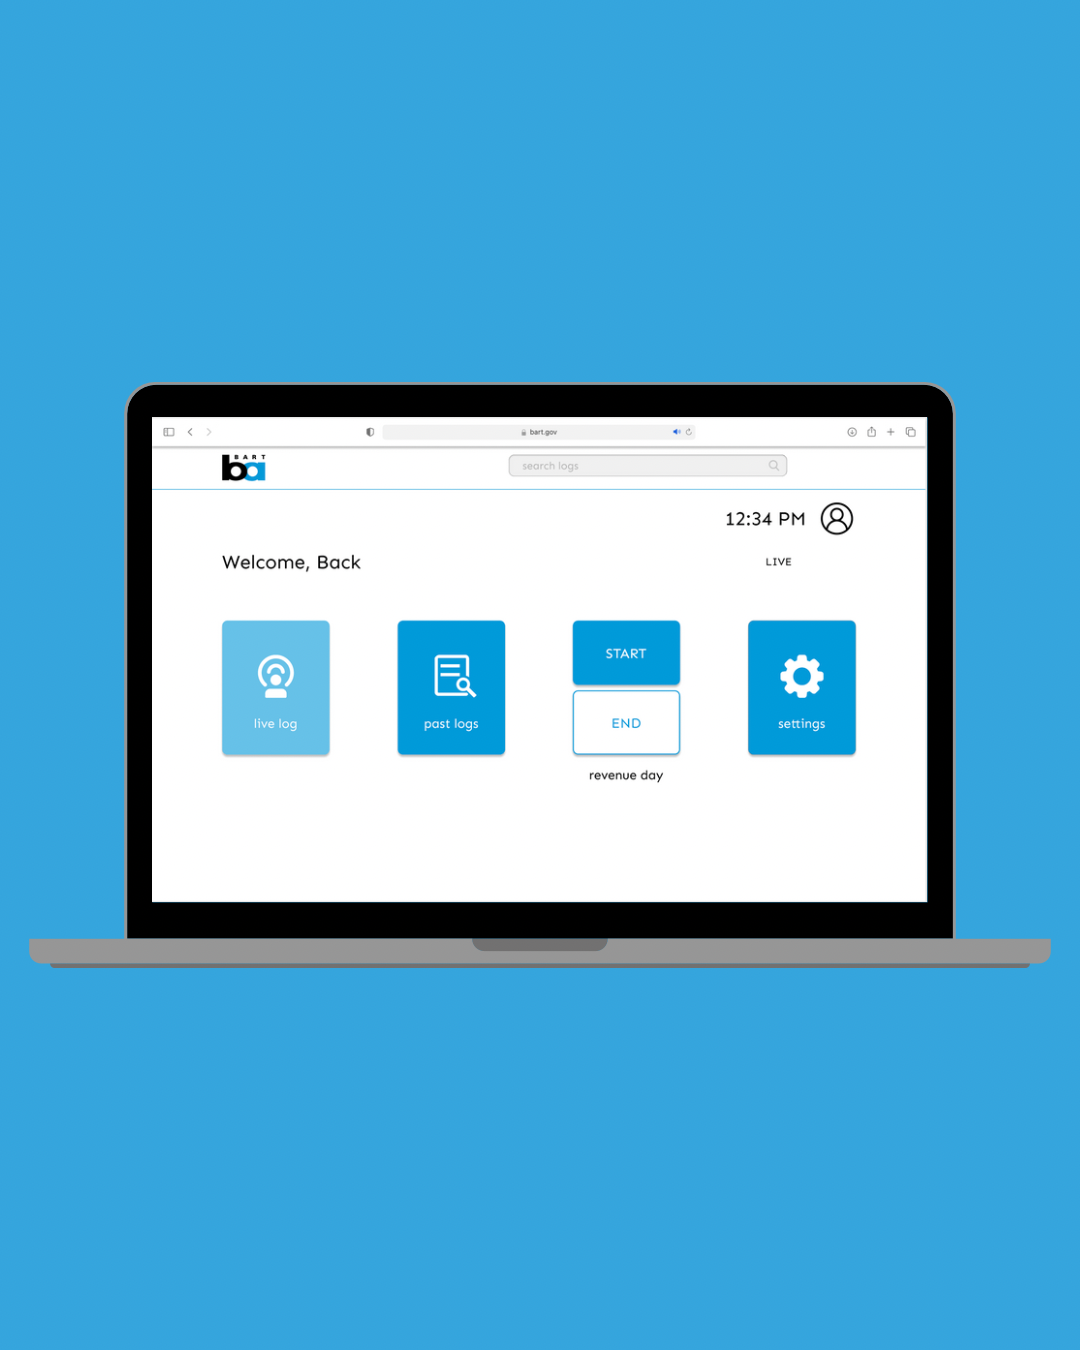 bart.gov
BART
ba
search logs
12:34 PM
Welcome, Back
LIVE
live log
past logs
START
END
revenue day
settings